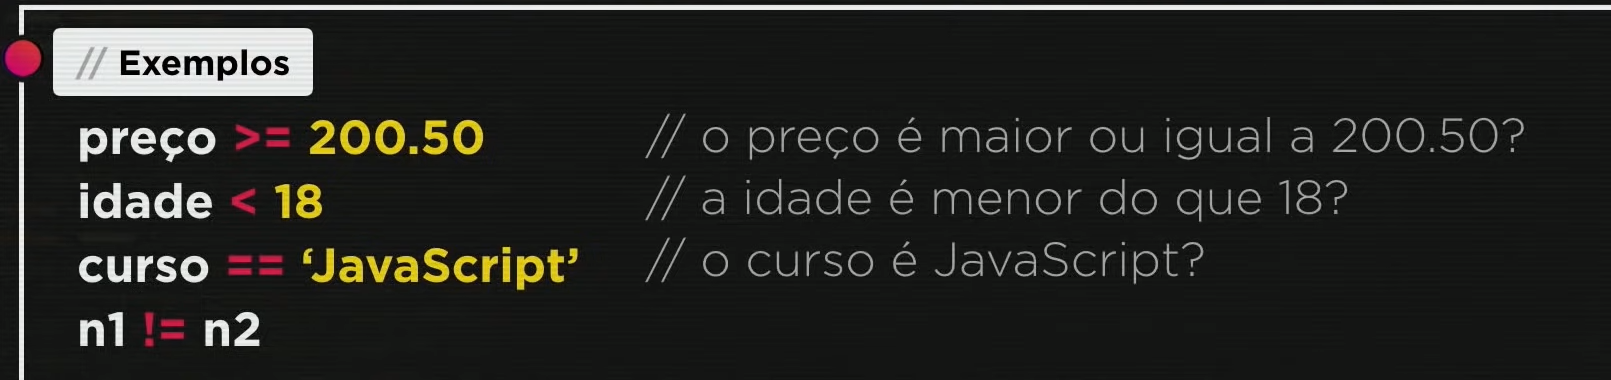 // Exemplos
preço >= 200.50 // o preço é maior ou igual a 200.50?
idade < 18 // a idade é menor do que 18?
curso == ‘JavaScript’ // o curso é JavaScript?
n1 != n2